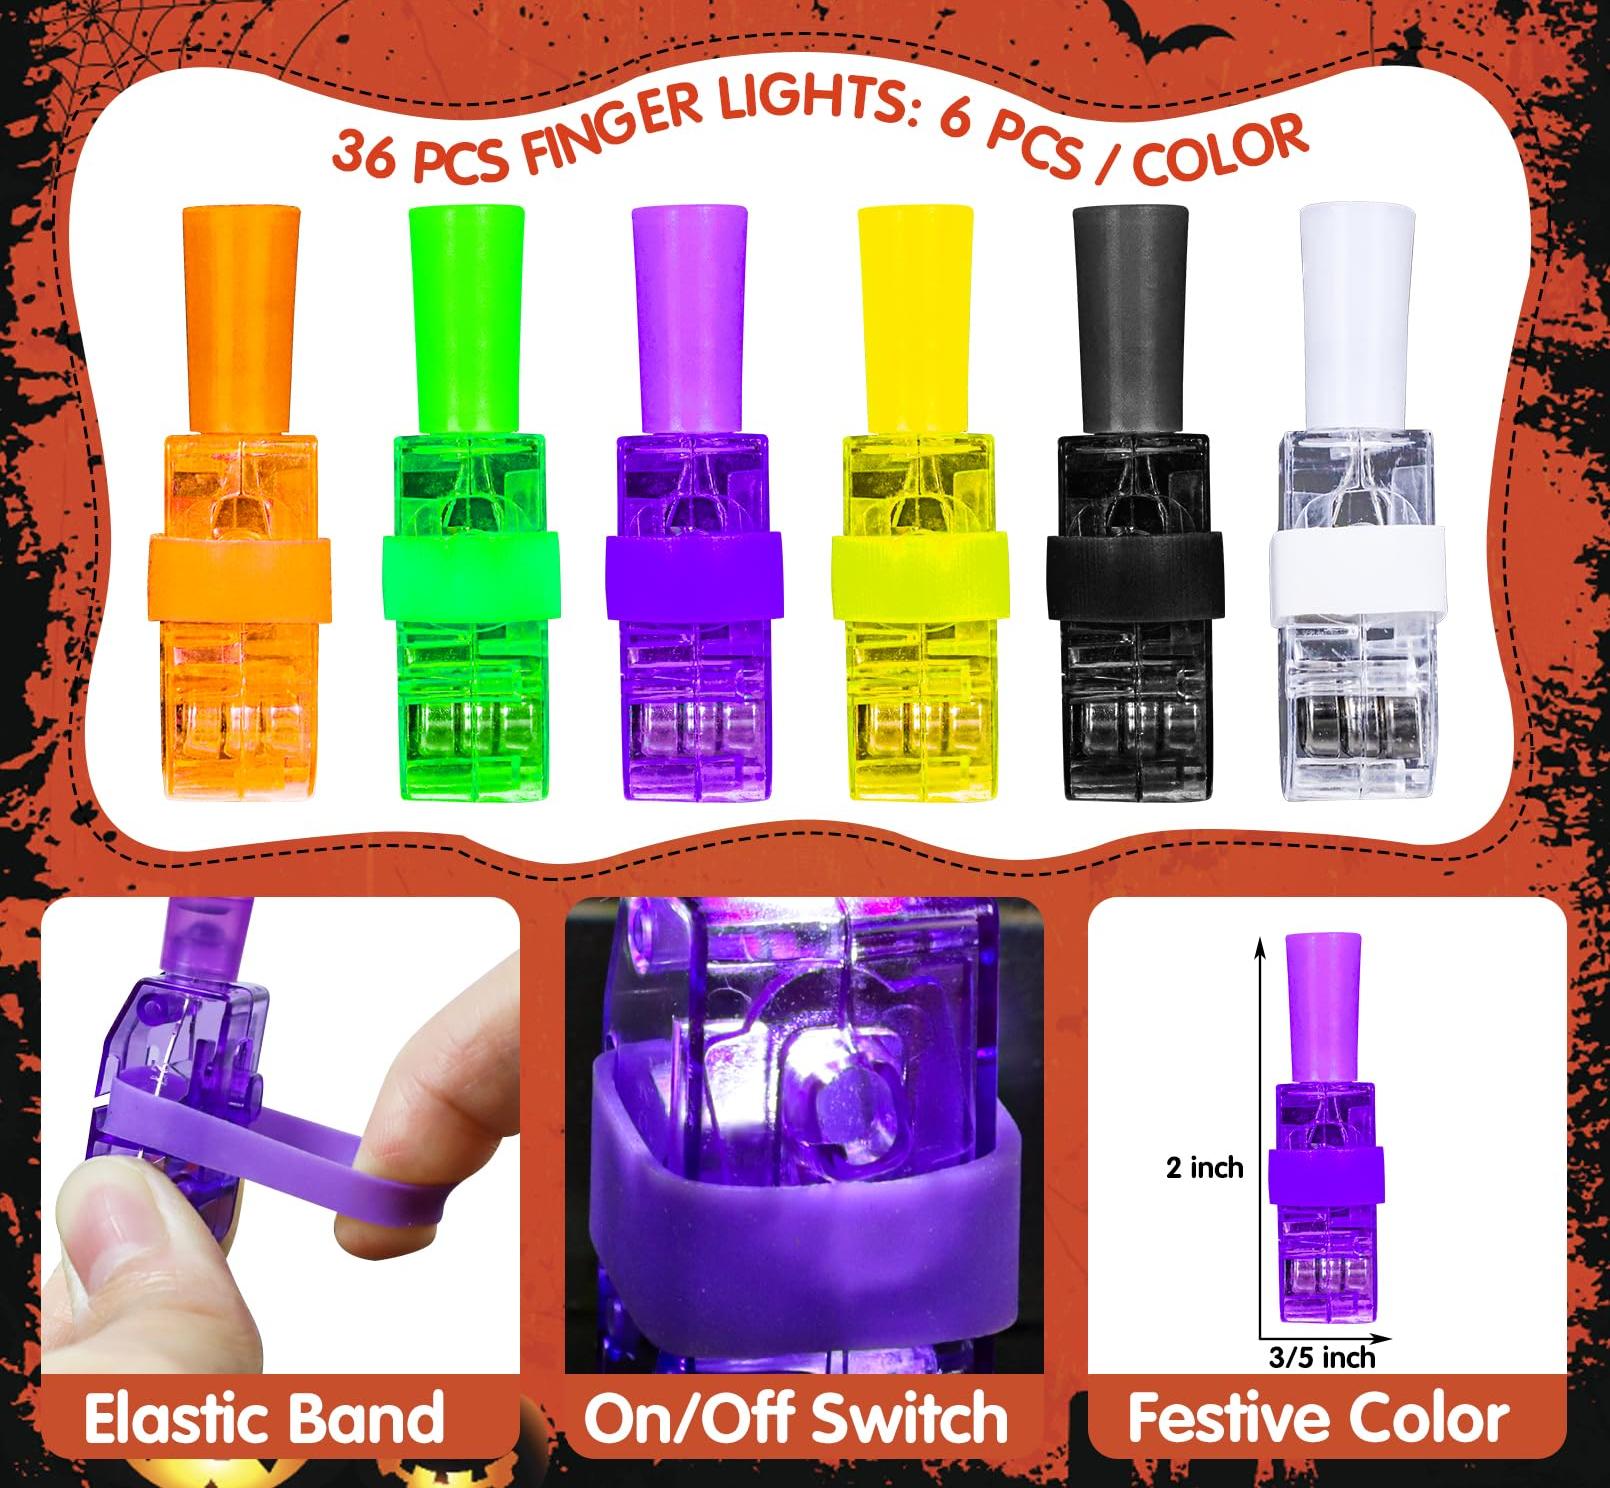 36 PCS FINGER LIGHTS: 6 PCS / COLOR
2 inch
3/5 inch
Elastic Band
On/Off Switch
Festive Color